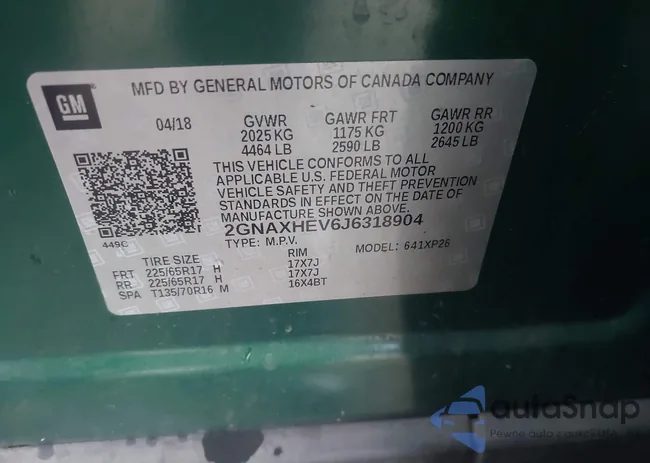 GM
MFD BY GENERAL MOTORS OF CANADA COMPANY
04/18 GVWR GAWR FRT GAWR RR
2025 KG 1175 KG 1200 KG
4464 LB 2590 LB 2645 LB
THIS VEHICLE CONFORMS TO ALL
APPLICABLE U.S. FEDERAL MOTOR
VEHICLE SAFETY AND THEFT PREVENTION
STANDARDS IN EFFECT ON THE DATE OF
MANUFACTURE SHOWN ABOVE.
449C 2GNAXHEV6J6318904
TYPE: M.P.V. MODEL: 641XP26
TIRE SIZE RIM
FRT 225/65R17 H 17X7J
RR 225/65R17 H 17X7J
SPA T135/70R16 M 16X4BT
autoSnap
Pewne auto z